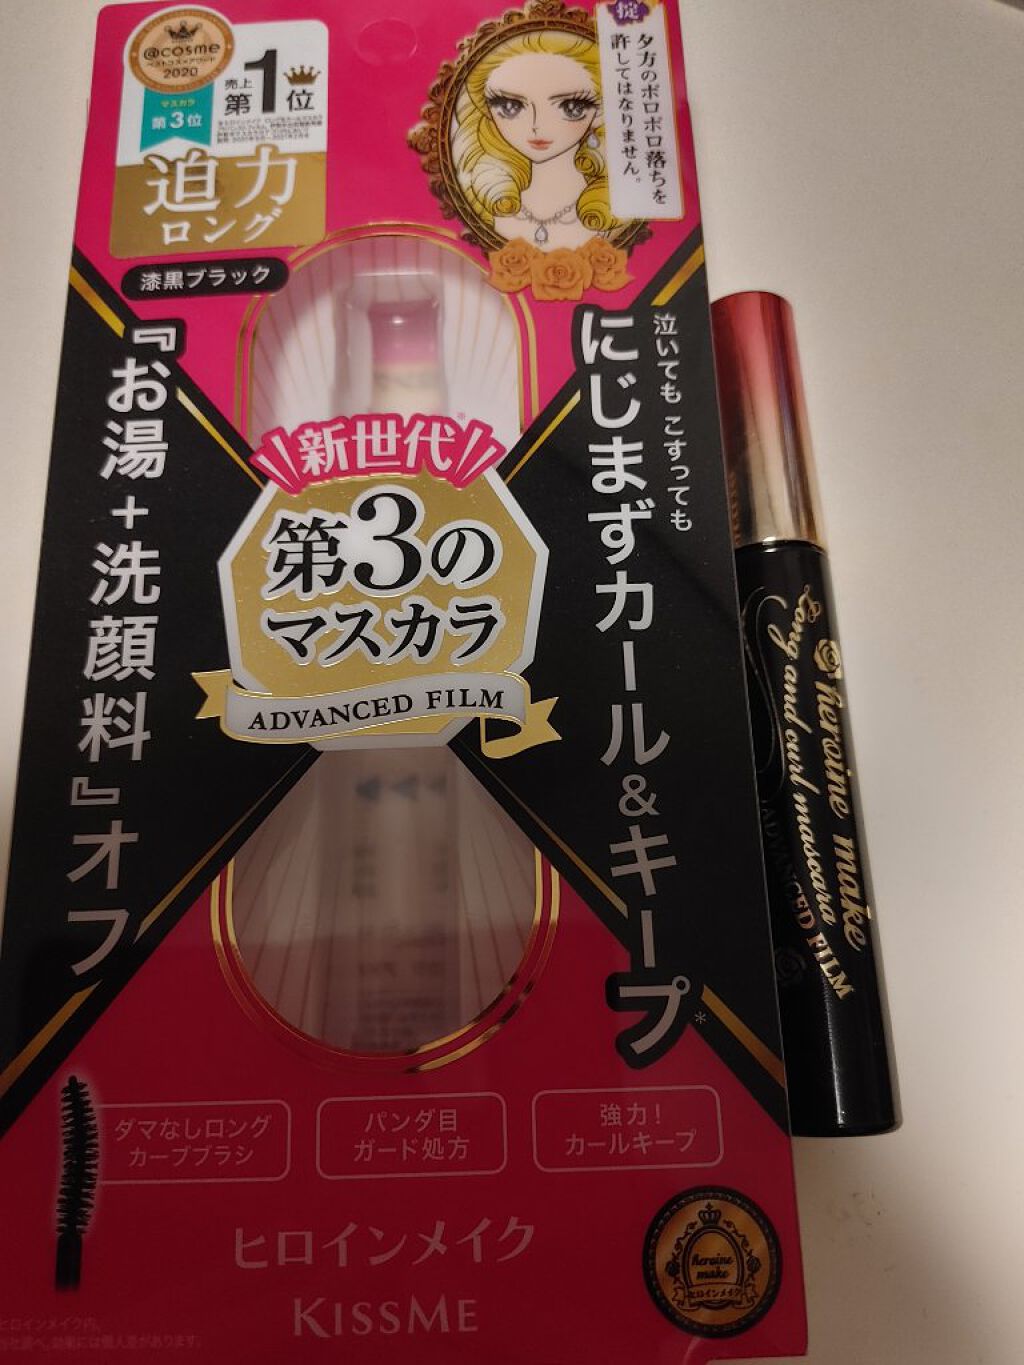 @cosme
ベストコスメアワード
2020
マスカラ
第3位
売上
第1位
迫力
ロング
漆黒ブラック
掟
夕方のボロボロ落ちを
許してはなりません。
泣いても こすっても
にじまずカール&キープ*
『お湯+洗顔料』オフ
新世代※
第3の
マスカラ
ADVANCED FILM
ダマなしロング
カーブブラシ
パンダ目
ガード処方
強力!
カールキープ
ヒロインメイク
KISSME
heroine
make
ヒロインメイク
heroine make
Long and curl mascara
ADVANCED FILM